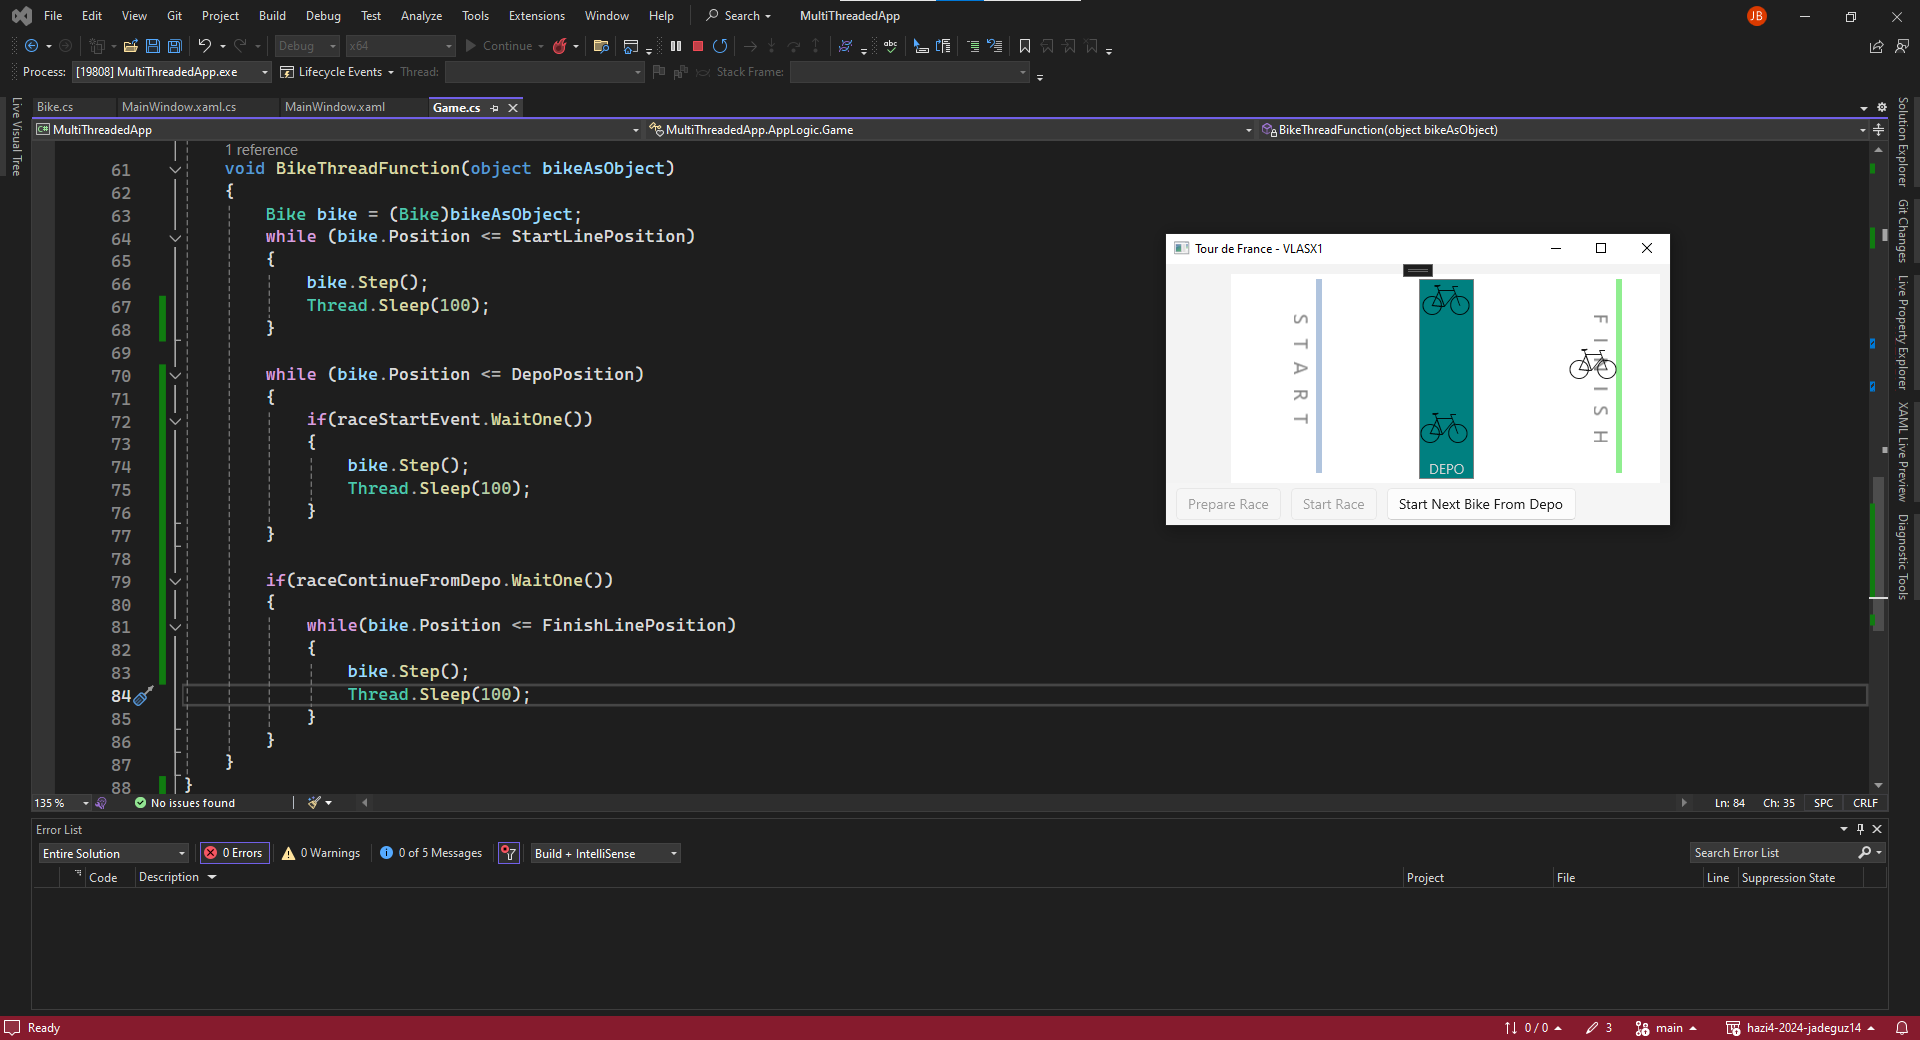 File Edit View Git Project Build Debug Test Analyze Tools Extensions Window Help Search MultiThreadedApp JB
Debug x64 Continue
Process: [19808] MultiThreadedApp.exe Lifecycle Events Thread: Stack Frame:
Live Visual Tree
Bike.cs MainWindow.xaml.cs MainWindow.xaml Game.cs
MultiThreadedApp MultiThreadedApp.AppLogic.Game BikeThreadFunction(object bikeAsObject)
1 reference
61 void BikeThreadFunction(object bikeAsObject)
62 {
63 Bike bike = (Bike)bikeAsObject;
64 while (bike.Position <= StartLinePosition)
65 {
66 bike.Step();
67 Thread.Sleep(100);
68 }
69
70 while (bike.Position <= DepoPosition)
71 {
72 if(raceStartEvent.WaitOne())
73 {
74 bike.Step();
75 Thread.Sleep(100);
76 }
77 }
78
79 if(raceContinueFromDepo.WaitOne())
80 {
81 while(bike.Position <= FinishLinePosition)
82 {
83 bike.Step();
84 Thread.Sleep(100);
85 }
86 }
87 }
88 }
Tour de France - VLASX1
START
DEPO
FINISH
Prepare Race Start Race Start Next Bike From Depo
Solution Explorer
Git Changes
Live Property Explorer
XAML Live Preview
Diagnostic Tools
135 % No issues found Ln: 84 Ch: 35 SPC CRLF
Error List
Entire Solution 0 Errors 0 Warnings 0 of 5 Messages Build + IntelliSense Search Error List
Code Description Project File Line Suppression State
Ready 0 / 0 3 main hazi4-2024-jadeguz14